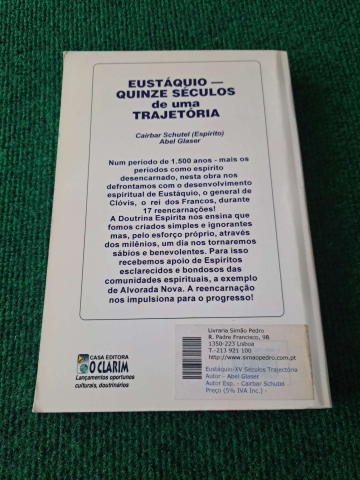 EUSTÁQUIO —
QUINZE SÉCULOS
de uma
TRAJETÓRIA
Cairbar Schutel (Espírito)
Abel Glaser
Num período de 1.500 anos - mais os
períodos como espírito
desencarnado, nesta obra nos
defrontamos com o desenvolvimento
espiritual de Eustáquio, o general de
Clóvis, o rei dos Francos, durante
17 reencarnações!
A Doutrina Espírita nos ensina que
fomos criados simples e ignorantes
mas, pelo esforço próprio, através
dos milênios, um dia nos tornaremos
sábios e benevolentes. Para isso
recebemos apoio de Espíritos
esclarecidos e bondosos das
comunidades espirituais, a exemplo
de Alvorada Nova. A reencarnação
nos impulsiona para o progresso!
CASA EDITORA
O CLARIM
Lançamentos oportunos
culturais, doutrinários
Livraria Simão Pedro
R. Padre Francisco, 9B
1350-223 Lisboa
T.-213 921 100
http://www.simaopedro.com.pt
Eustáquio-XV Séculos Trajetória
Autor - Abel Glaser
Autor Esp. - Cairbar Schutel
Preço (5% IVA Inc.) -